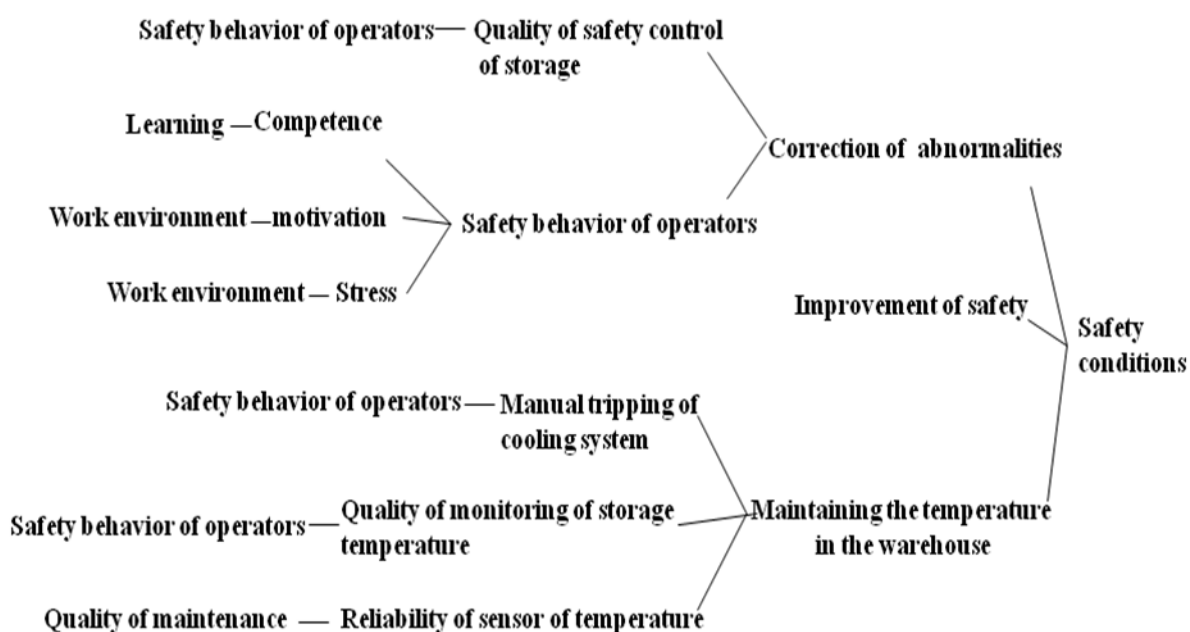 Safety behavior of operators— Quality of safety control
of storage
Learning —Competence
Correction of abnormalities
Work environment —motivation
Safety behavior of operators
Work environment — Stress
Improvement of safety
Safety
conditions
Safety behavior of operators— Manual tripping of
cooling system
Safety behavior of operators— Quality of monitoring of storage
temperature
Maintaining the temperature
in the warehouse
Quality of maintenance — Reliability of sensor of temperature